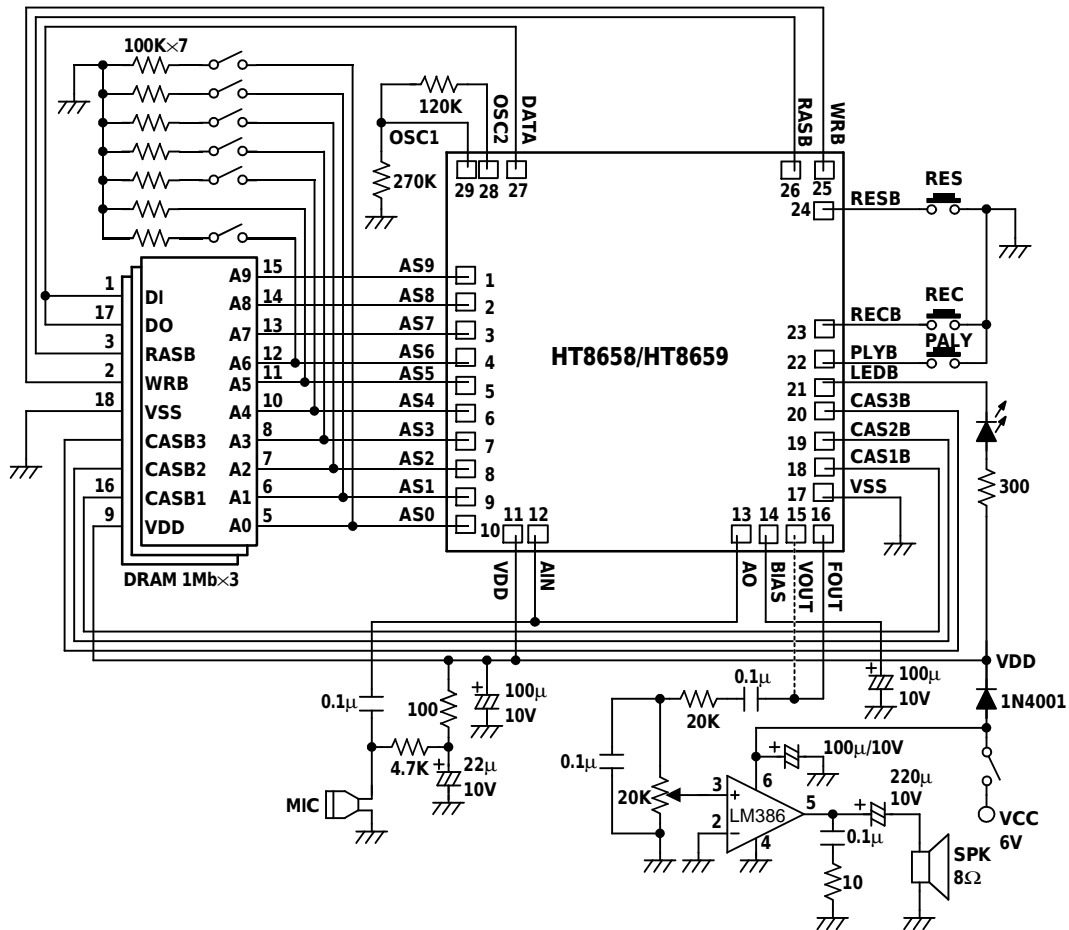 100K×7
120K
OSC1
OSC2
DATA
270K
29
28
27
RASB
WRB
26
25
24
RESB
RES
HT8658/HT8659
23
RECB
REC
22
PLYB
PALY
21
LEDB
20
CAS3B
19
CAS2B
18
CAS1B
17
VSS
300
1
DI
17
DO
3
RASB
2
WRB
18
VSS
CASB3
CASB2
16
CASB1
9
VDD
A9
15
AS9
1
A8
14
AS8
2
A7
13
AS7
3
A6
12
AS6
4
A5
11
AS5
5
A4
10
AS4
6
A3
8
AS3
7
A2
7
AS2
8
A1
6
AS1
9
A0
5
AS0
10
DRAM 1Mb×3
11
12
13
14
15
16
VDD
AIN
AO
BIAS
VOUT
FOUT
VDD
1N4001
VCC
6V
0.1µ
100
+
100µ
10V
4.7K
+
22µ
10V
MIC
0.1µ
20K
+
100µ
10V
0.1µ
20K
+
100µ/10V
3
+
2
−
6
LM386
4
5
+
220µ
10V
0.1µ
10
SPK
8Ω